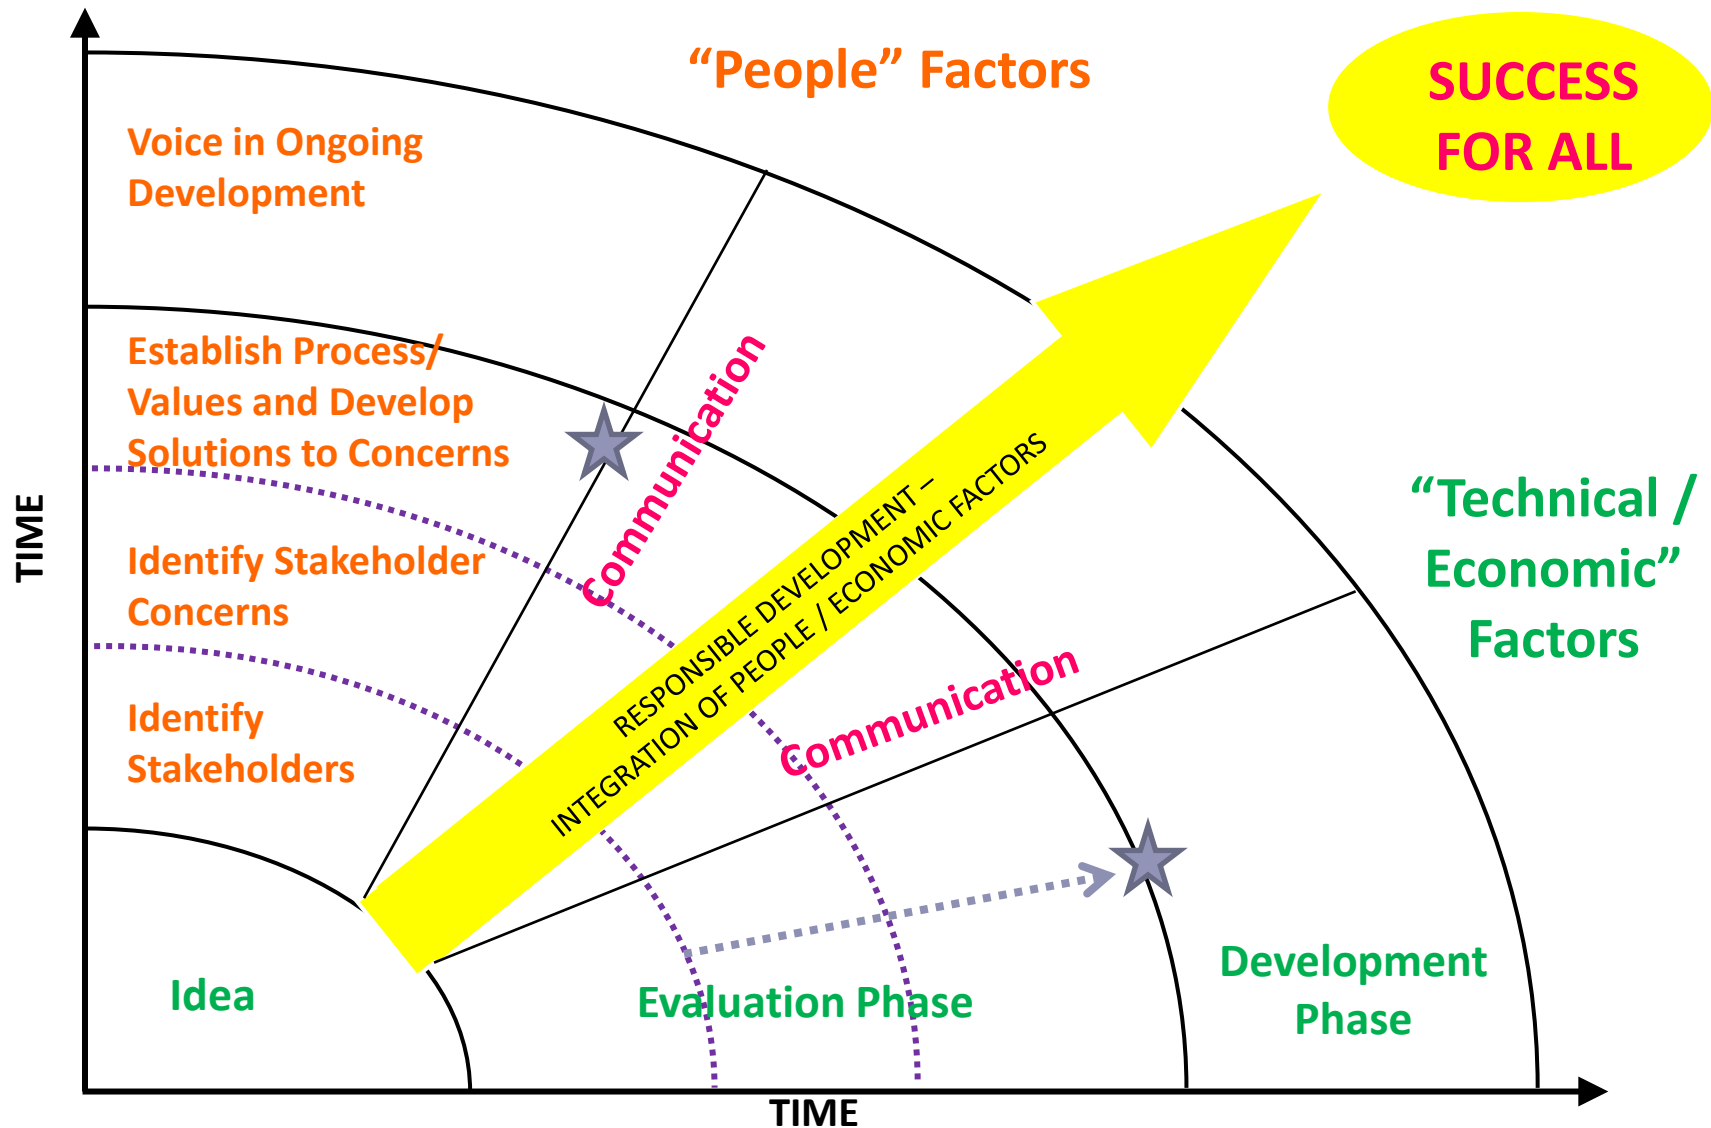 “People” Factors
SUCCESS
FOR ALL
Voice in Ongoing
Development
Establish Process/
Values and Develop
Solutions to Concerns
Communication
Identify Stakeholder
Concerns
Identify
Stakeholders
TIME
RESPONSIBLE DEVELOPMENT –
INTEGRATION OF PEOPLE / ECONOMIC FACTORS
“Technical /
Economic”
Factors
Communication
Idea
Evaluation Phase
Development
Phase
TIME